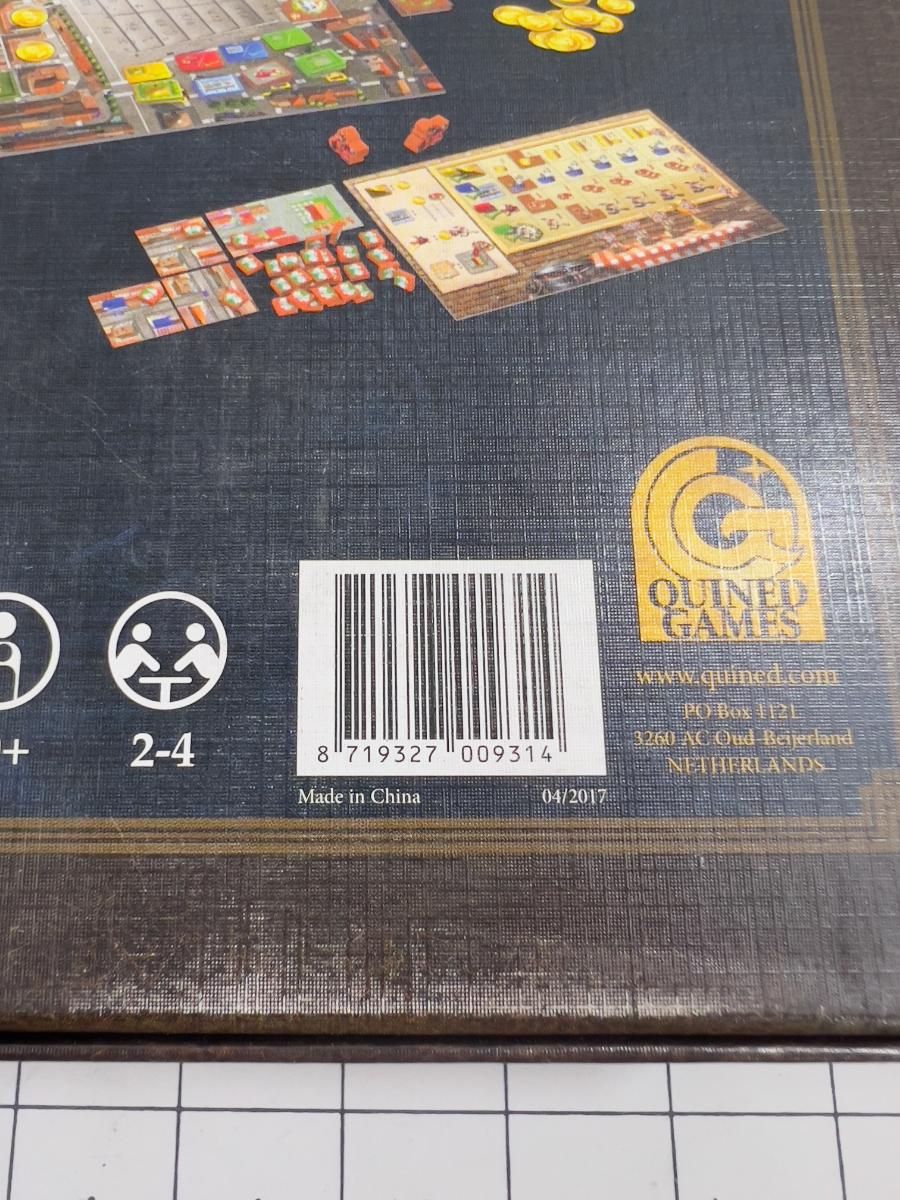 QUINED
GAMES
www.quined.com
PO Box 1121
3260 AC Oud-Beijerland
NETHERLANDS
+
2-4
8 719327 009314
Made in China
04/2017